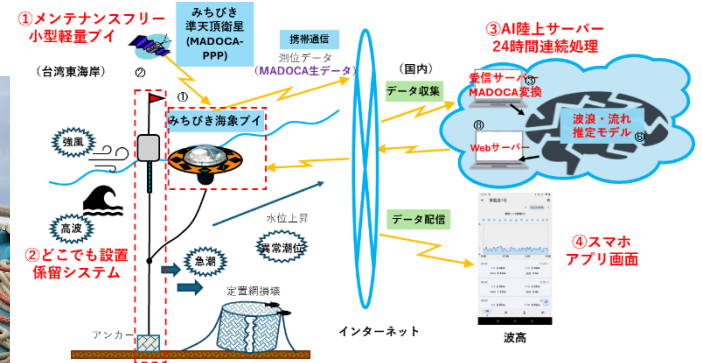 ①メンテナンスフリー
小型軽量ブイ
みちびき
準天頂衛星
(MADOCA-
PPP)
携帯通信
測位データ
(MADOCA生データ)
③AI陸上サーバー
24時間連続処理
(台湾東海岸)
②
①
(国内)
データ収集
受信サーバー
MADOCA変換
⑤
波浪・流れ
推定モデル
⑥
⑧
Webサーバー
みちびき海象ブイ
強風
高波
②どこでも設置
係留システム
水位上昇
異常潮位
急潮
定置網損壊
アンカー
データ配信
④スマホ
アプリ画面
インターネット
波高